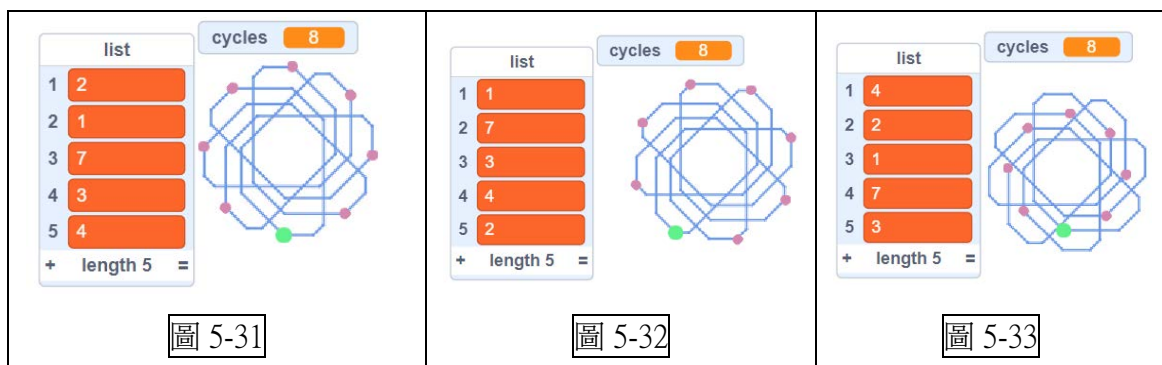 cycles 8
list
1 2
2 1
3 7
4 3
5 4
+ length 5 =
圖 5-31
cycles 8
list
1 1
2 7
3 3
4 4
5 2
+ length 5 =
圖 5-32
cycles 8
list
1 4
2 2
3 1
4 7
5 3
+ length 5 =
圖 5-33